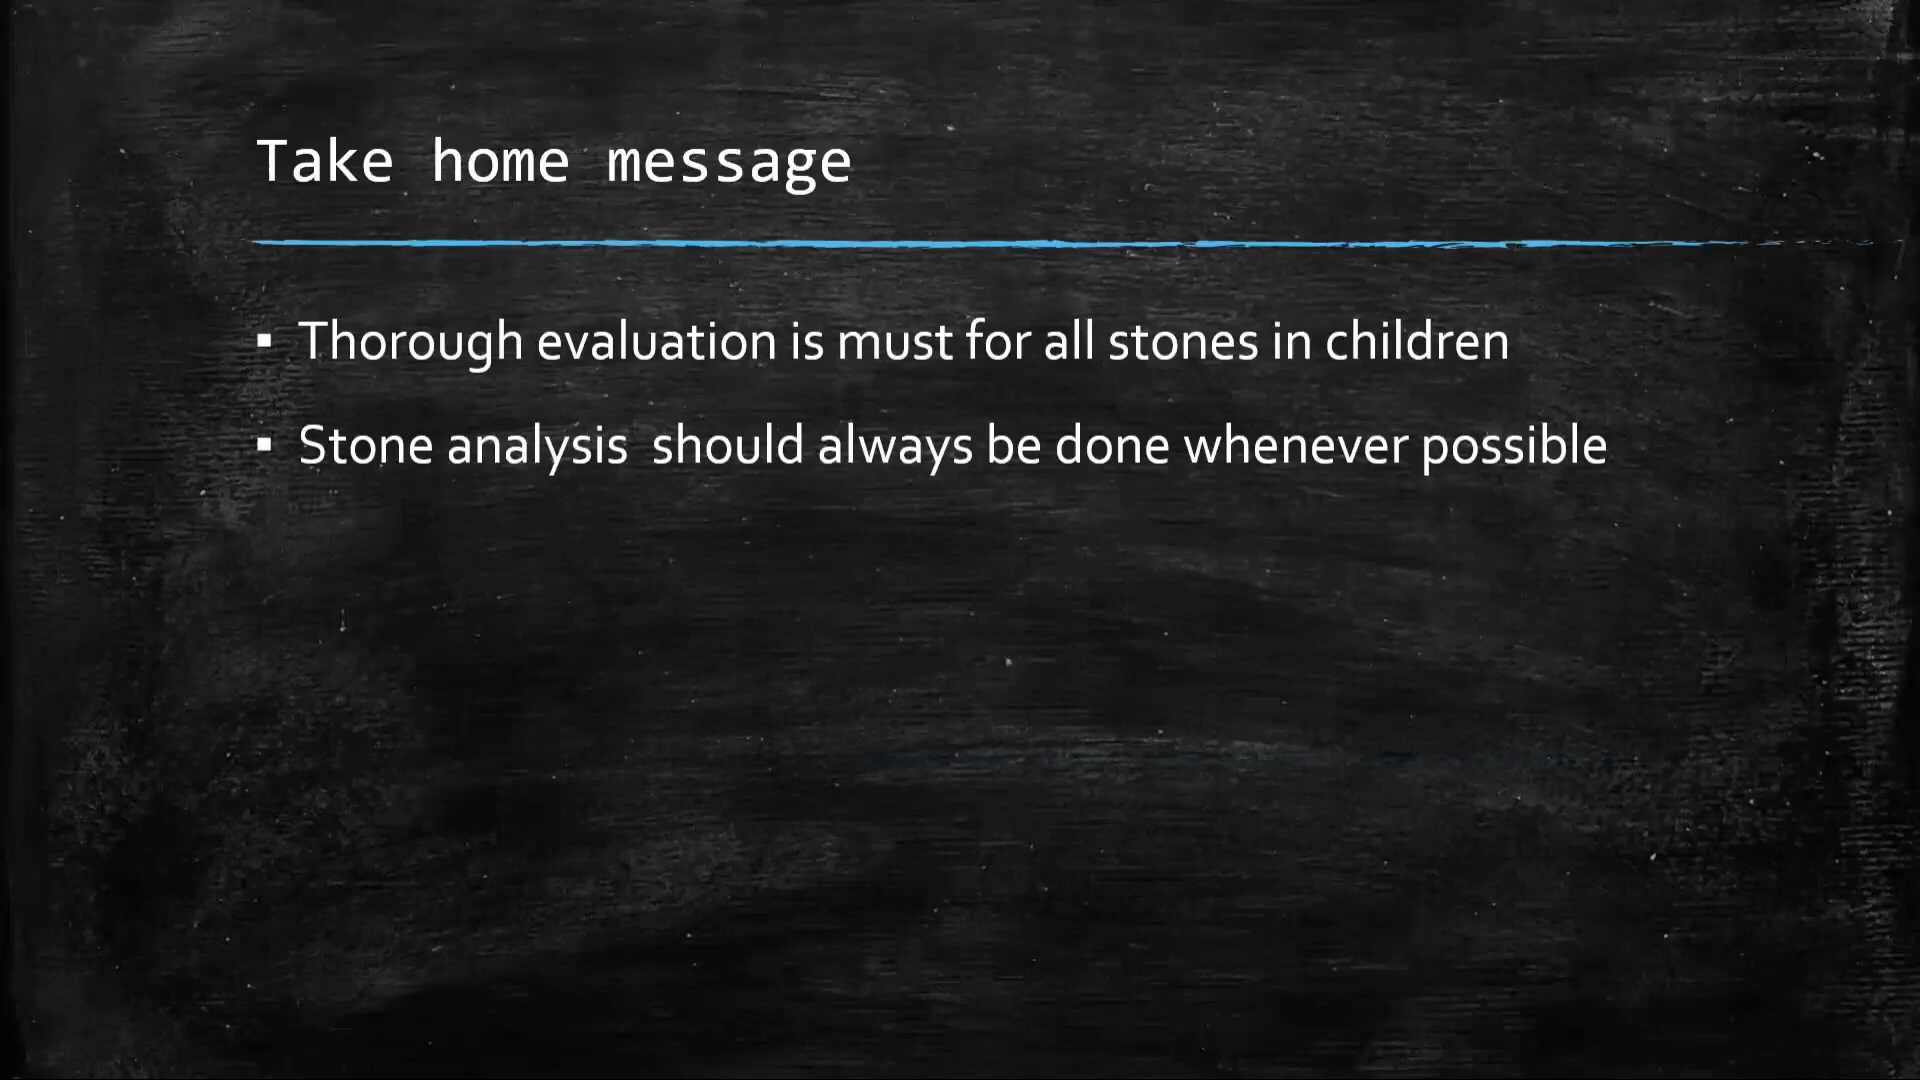 Take home message
▪ Thorough evaluation is must for all stones in children
▪ Stone analysis  should always be done whenever possible